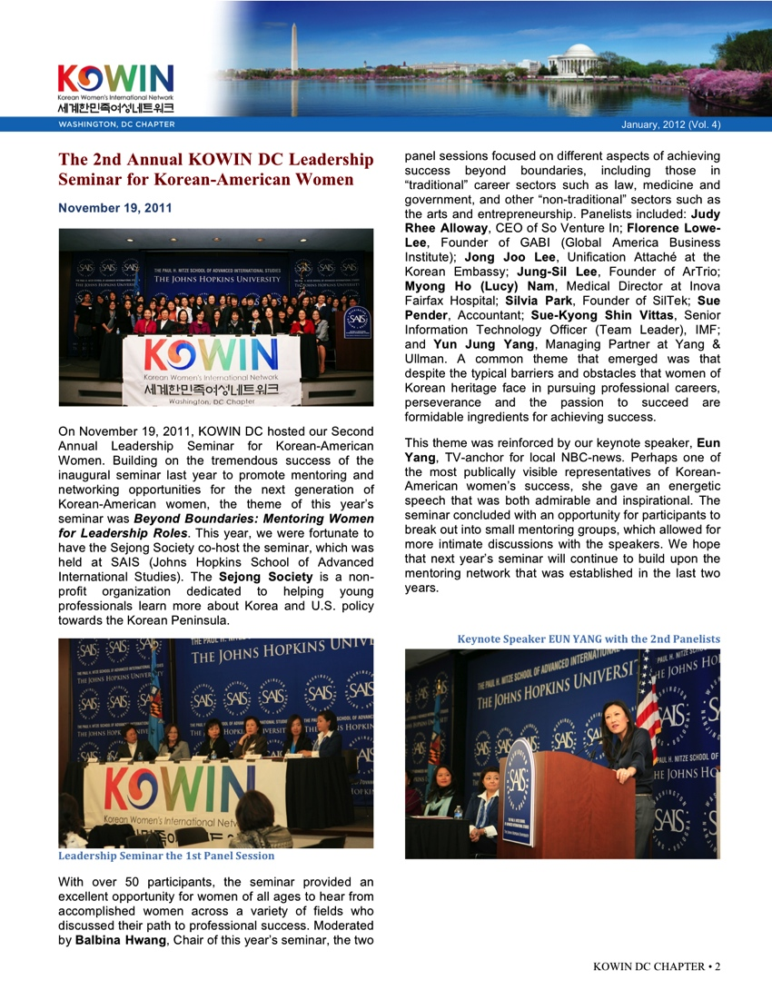 KOWIN
Korean Women's International Network
세계한민족여성네트워크
WASHINGTON, DC CHAPTER
January, 2012 (Vol. 4)
The 2nd Annual KOWIN DC Leadership
Seminar for Korean-American Women
November 19, 2011
SAIS
THE PAUL H. NITZE SCHOOL OF ADVANCED INTERNATIONAL STUDIES
THE JOHNS HOPKINS UNIVERSITY
SAIS
KOWIN
Korean Women's International Network
세계한민족여성네트워크
Washington, DC Chapter
On November 19, 2011, KOWIN DC hosted our Second
Annual Leadership Seminar for Korean-American
Women. Building on the tremendous success of the
inaugural seminar last year to promote mentoring and
networking opportunities for the next generation of
Korean-American women, the theme of this year's
seminar was Beyond Boundaries: Mentoring Women
for Leadership Roles. This year, we were fortunate to
have the Sejong Society co-host the seminar, which was
held at SAIS (Johns Hopkins School of Advanced
International Studies). The Sejong Society is a non-
profit organization dedicated to helping young
professionals learn more about Korea and U.S. policy
towards the Korean Peninsula.
THE JOHNS HOPKINS UNIV
SAIS
KOWIN
Korean Women's International Netw
Leadership Seminar the 1st Panel Session
With over 50 participants, the seminar provided an
excellent opportunity for women of all ages to hear from
accomplished women across a variety of fields who
discussed their path to professional success. Moderated
by Balbina Hwang, Chair of this year's seminar, the two
panel sessions focused on different aspects of achieving
success beyond boundaries, including those in
“traditional” career sectors such as law, medicine and
government, and other “non-traditional” sectors such as
the arts and entrepreneurship. Panelists included: Judy
Rhee Alloway, CEO of So Venture In; Florence Lowe-
Lee, Founder of GABI (Global America Business
Institute); Jong Joo Lee, Unification Attaché at the
Korean Embassy; Jung-Sil Lee, Founder of ArTrio;
Myong Ho (Lucy) Nam, Medical Director at Inova
Fairfax Hospital; Silvia Park, Founder of SilTek; Sue
Pender, Accountant; Sue-Kyong Shin Vittas, Senior
Information Technology Officer (Team Leader), IMF;
and Yun Jung Yang, Managing Partner at Yang &
Ullman. A common theme that emerged was that
despite the typical barriers and obstacles that women of
Korean heritage face in pursuing professional careers,
perseverance and the passion to succeed are
formidable ingredients for achieving success.
This theme was reinforced by our keynote speaker, Eun
Yang, TV-anchor for local NBC-news. Perhaps one of
the most publically visible representatives of Korean-
American women's success, she gave an energetic
speech that was both admirable and inspirational. The
seminar concluded with an opportunity for participants to
break out into small mentoring groups, which allowed for
more intimate discussions with the speakers. We hope
that next year's seminar will continue to build upon the
mentoring network that was established in the last two
years.
Keynote Speaker EUN YANG with the 2nd Panelists
THE PAUL H. NITZE SCHOOL OF ADVANCED INTERNATIONAL
THE JOHNS HOPKINS UNIVERSIT
SAIS
KOWIN DC CHAPTER • 2